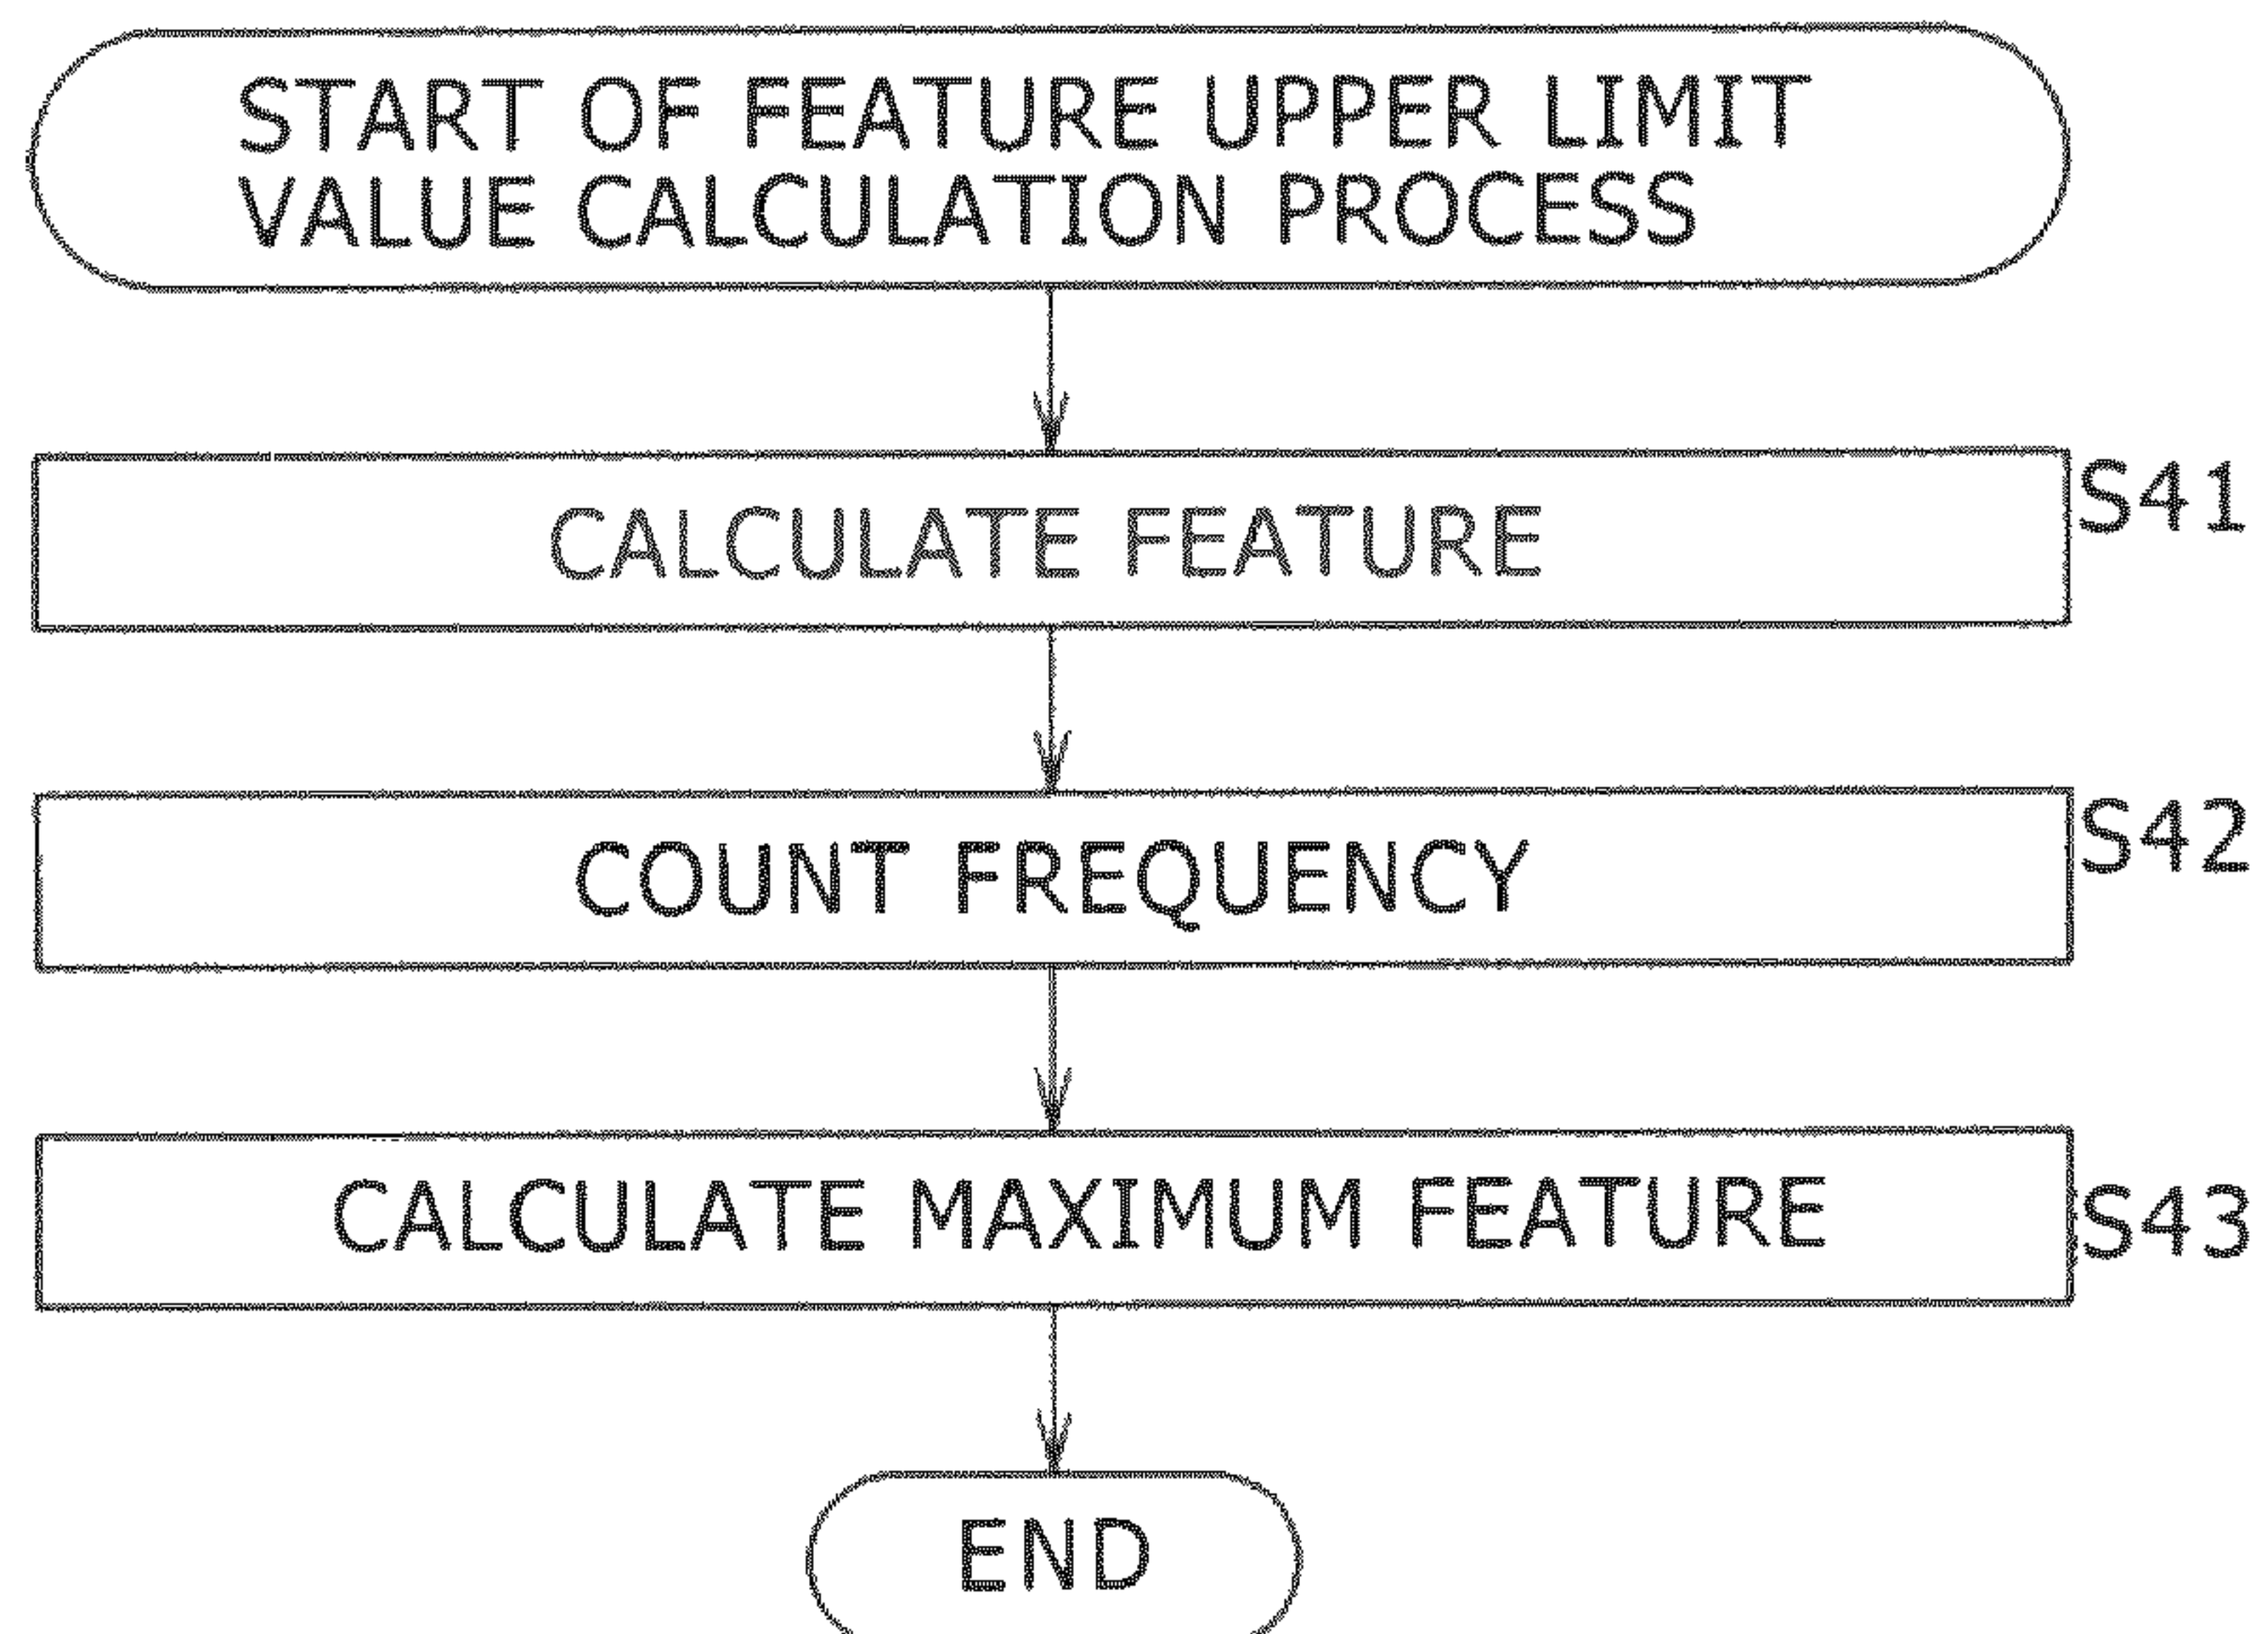 START OF FEATURE UPPER LIMIT
VALUE CALCULATION PROCESS
CALCULATE FEATURE
S41
COUNT FREQUENCY
S42
CALCULATE MAXIMUM FEATURE
S43
END